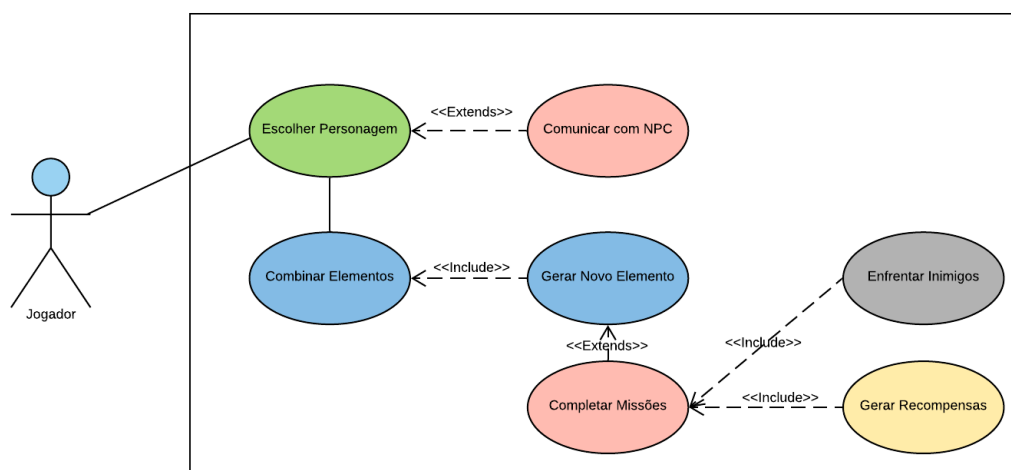 <<Extends>>
Escolher Personagem
Comunicar com NPC
<<Include>>
Combinar Elementos
Gerar Novo Elemento
Enfrentar Inimigos
Jogador
<<Extends>>
<<Include>>
<<Include>>
Completar Missões
Gerar Recompensas